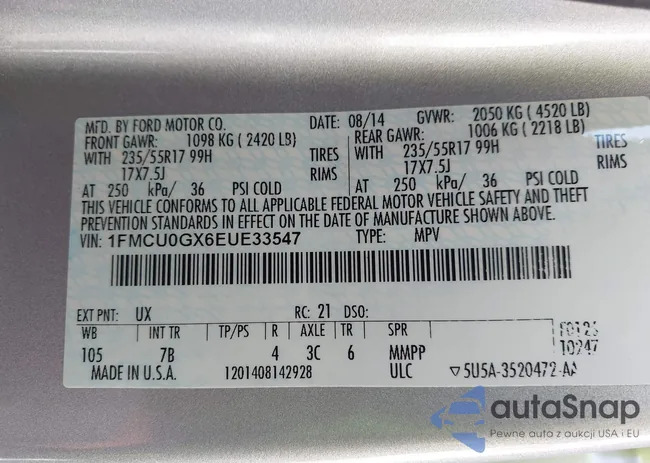 MFD. BY FORD MOTOR CO. DATE: 08/14 GVWR: 2050 KG ( 4520 LB)
FRONT GAWR: 1098 KG ( 2420 LB) REAR GAWR: 1006 KG ( 2218 LB)
WITH 235/55R17 99H TIRES WITH 235/55R17 99H TIRES
17X7.5J RIMS 17X7.5J RIMS
AT 250 kPa/ 36 PSI COLD AT 250 kPa/ 36 PSI COLD
THIS VEHICLE CONFORMS TO ALL APPLICABLE FEDERAL MOTOR VEHICLE SAFETY AND THEFT
PREVENTION STANDARDS IN EFFECT ON THE DATE OF MANUFACTURE SHOWN ABOVE.
VIN: 1FMCU0GX6EUE33547 TYPE: MPV
EXT PNT: UX RC: 21 DSO:
WB INT TR TP/PS R AXLE TR SPR
105 7B 4 3C 6 MMPP
MADE IN U.S.A. 1201408142928 ULC ▽5U5A-3520472-AA
F0125
10247
autaSnap
Pewne auta z aukcji USA i EU